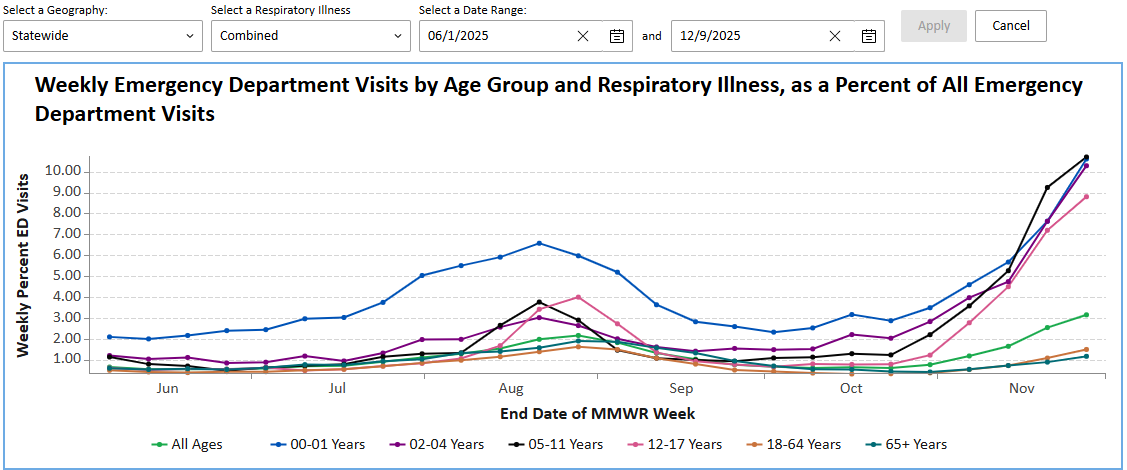 Select a Geography: Select a Respiratory Illness Select a Date Range:
Statewide Combined 06/1/2025 and 12/9/2025 Apply Cancel
Weekly Emergency Department Visits by Age Group and Respiratory Illness, as a Percent of All Emergency
Department Visits
Weekly Percent ED Visits
10.00
9.00
8.00
7.00
6.00
5.00
4.00
3.00
2.00
1.00
Jun Jul Aug Sep Oct Nov
End Date of MMWR Week
All Ages 00-01 Years 02-04 Years 05-11 Years 12-17 Years 18-64 Years 65+ Years